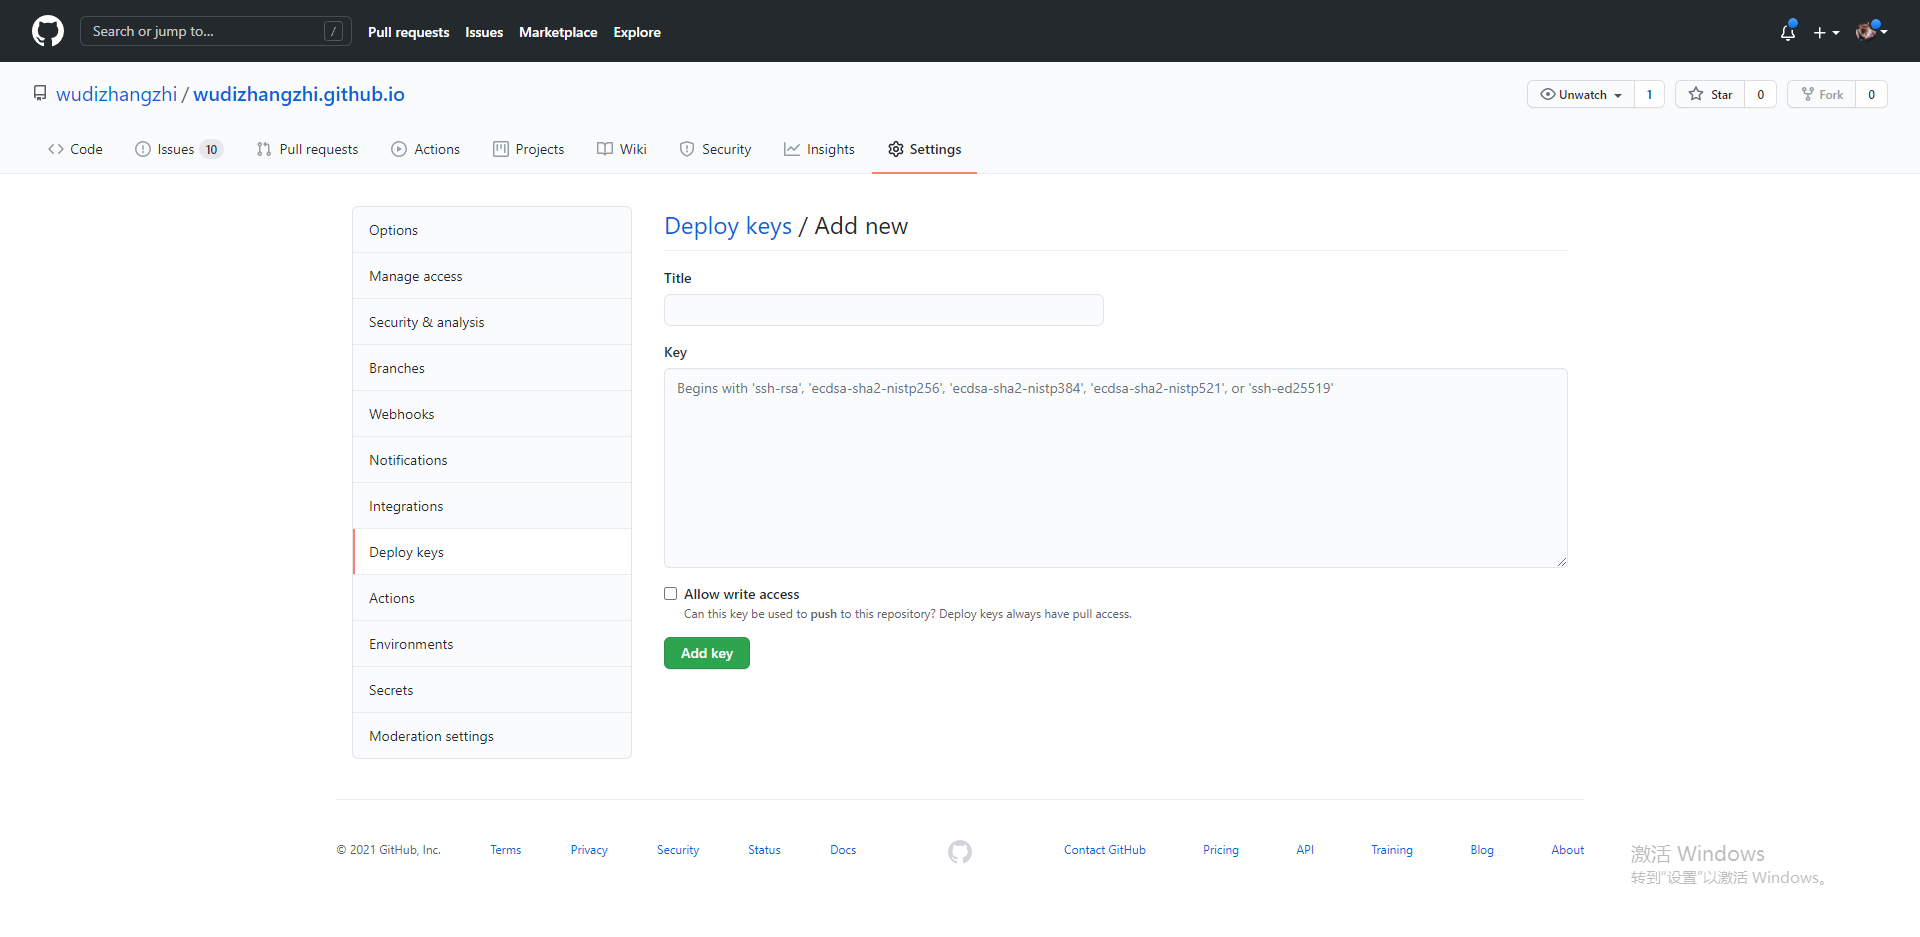 Search or jump to... /
Pull requests Issues Marketplace Explore
wudizhangzhi / wudizhangzhi.github.io
Unwatch 1 Star 0 Fork 0
Code Issues 10 Pull requests Actions Projects Wiki Security Insights Settings
Options
Manage access
Security & analysis
Branches
Webhooks
Notifications
Integrations
Deploy keys
Actions
Environments
Secrets
Moderation settings
Deploy keys / Add new
Title
Key
Begins with 'ssh-rsa', 'ecdsa-sha2-nistp256', 'ecdsa-sha2-nistp384', 'ecdsa-sha2-nistp521', or 'ssh-ed25519'
Allow write access
Can this key be used to push to this repository? Deploy keys always have pull access.
Add key
© 2021 GitHub, Inc. Terms Privacy Security Status Docs Contact GitHub Pricing API Training Blog About
激活 Windows
转到“设置”以激活 Windows。